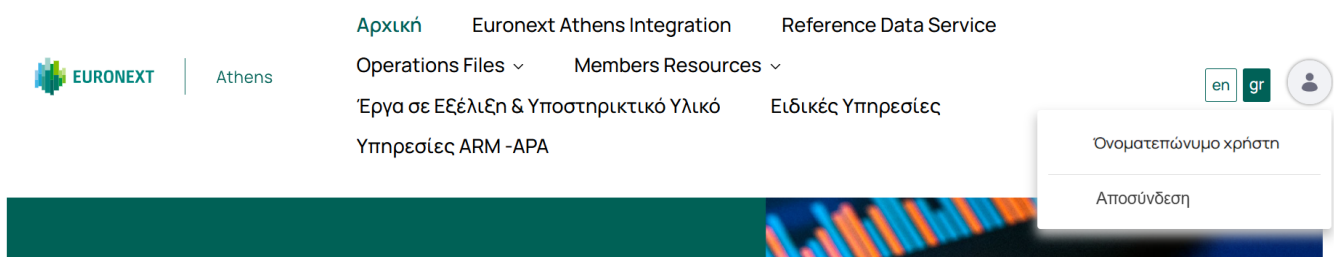 Αρχική Euronext Athens Integration Reference Data Service
EURONEXT Athens
Operations Files Members Resources
en gr
Έργα σε Εξέλιξη & Υποστηρικτικό Υλικό Ειδικές Υπηρεσίες
Υπηρεσίες ARM -APA
Όνοματεπώνυμο χρήστη
Αποσύνδεση